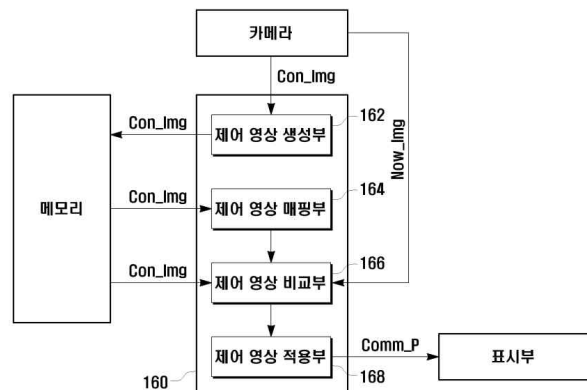 카메라
Con_Img
Con_Img
제어 영상 생성부
162
Now_Img
메모리
Con_Img
제어 영상 매핑부
164
Con_Img
제어 영상 비교부
166
제어 영상 적용부
168
Comm_P
표시부
160